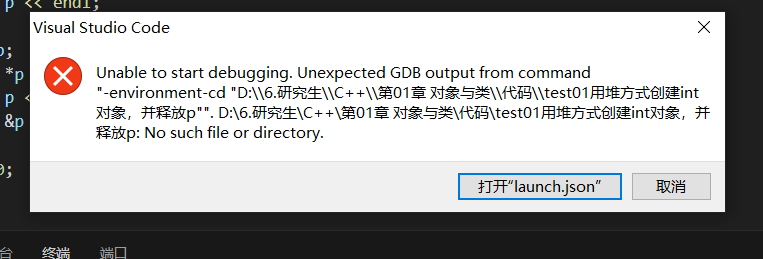 p << endl;
Visual Studio Code
p;
*p
p <
&p
0;
Unable to start debugging. Unexpected GDB output from command
"-environment-cd "D:\\6.研究生\\C++\\第01章 对象与类\\代码\\test01用堆方式创建int
对象，并释放p"". D:\6.研究生\C++\第01章 对象与类\代码\test01用堆方式创建int对象，并
释放p: No such file or directory.
打开“launch.json”
取消
台
终端
端口